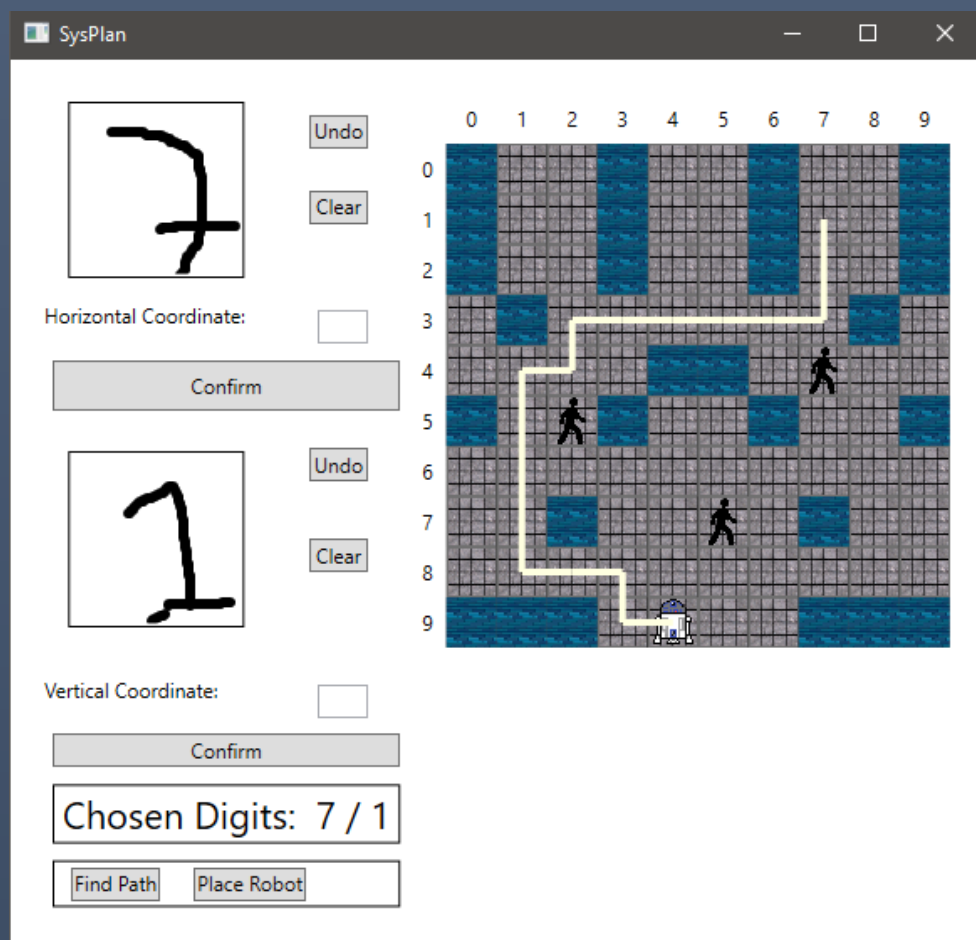 SysPlan
7
Undo
Clear
Horizontal Coordinate:
Confirm
1
Undo
Clear
Vertical Coordinate:
Confirm
Chosen Digits: 7 / 1
Find Path
Place Robot
0 1 2 3 4 5 6 7 8 9
0
1
2
3
4
5
6
7
8
9